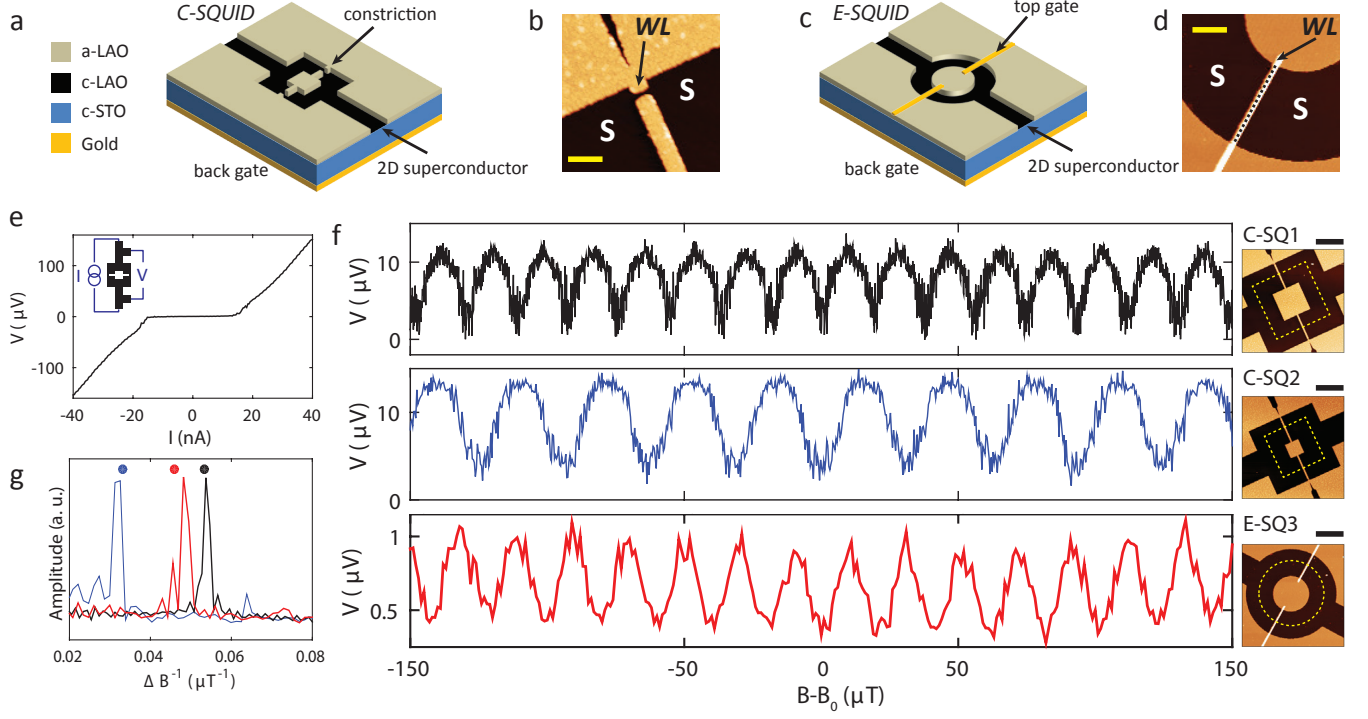 a
C-SQUID
constriction
a-LAO
c-LAO
c-STO
Gold
back gate
2D superconductor
b
WL
S
S
c
E-SQUID
top gate
back gate
2D superconductor
d
WL
S
S
e
V (µV)
100
0
-100
I
V
-40
-20
0
20
40
I (nA)
f
V ( µV)
10
0
C-SQ1
V ( µV)
10
0
C-SQ2
V ( µV)
1
0.5
E-SQ3
-150
-50
0
50
150
B-B₀ (µT)
g
Amplitude (a. u.)
0.02
0.04
0.06
0.08
Δ B⁻¹ (µT⁻¹)